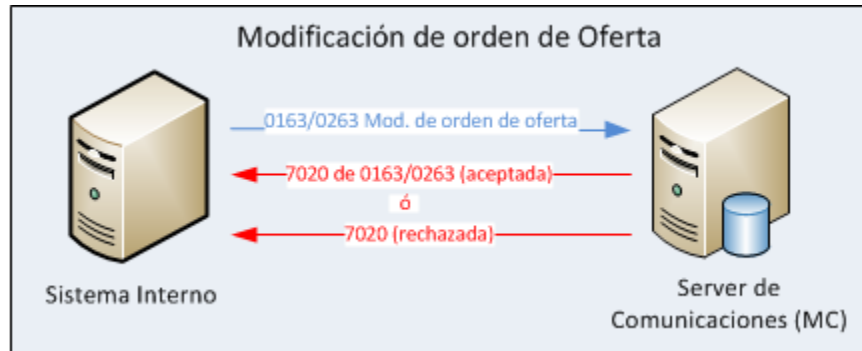 Modificación de orden de Oferta
0163/0263 Mod. de orden de oferta
7020 de 0163/0263 (aceptada)
ó
7020 (rechazada)
Sistema Interno
Server de
Comunicaciones (MC)